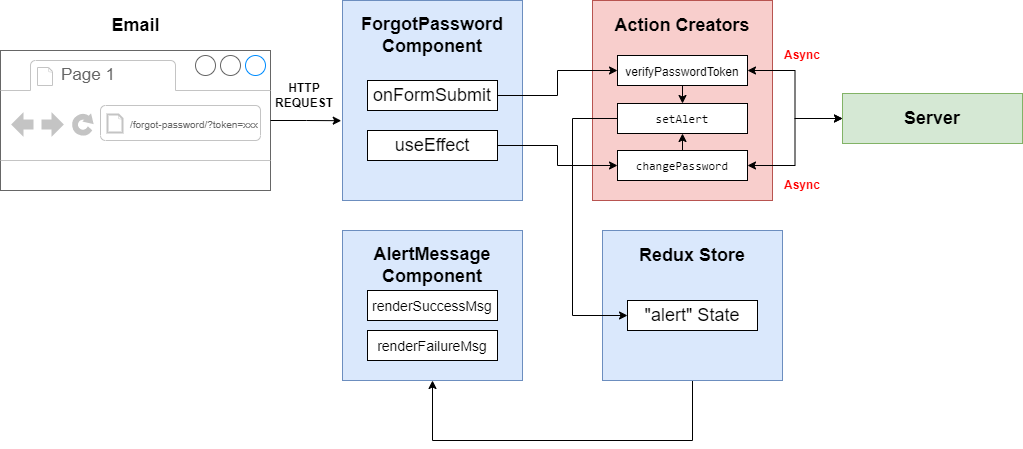 Email
Page 1
/forgot-password/?token=xxx
HTTP
REQUEST
ForgotPassword
Component
onFormSubmit
useEffect
Action Creators
verifyPasswordToken
setAlert
changePassword
Async
Async
Server
AlertMessage
Component
renderSuccessMsg
renderFailureMsg
Redux Store
"alert" State